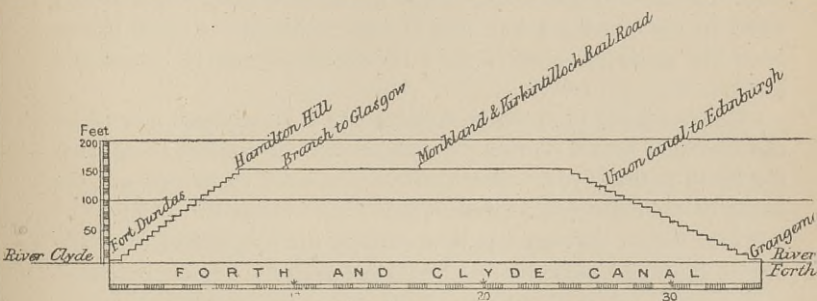 Hamilton Hill
Branch to Glasgow
Monkland & Kirkintilloch Rail Road
Union Canal to Edinburgh
Feet
200
150
100
50
Fort Dundas
River Clyde
Grangem
River
Forth
FORTH AND CLYDE CANAL
20
30